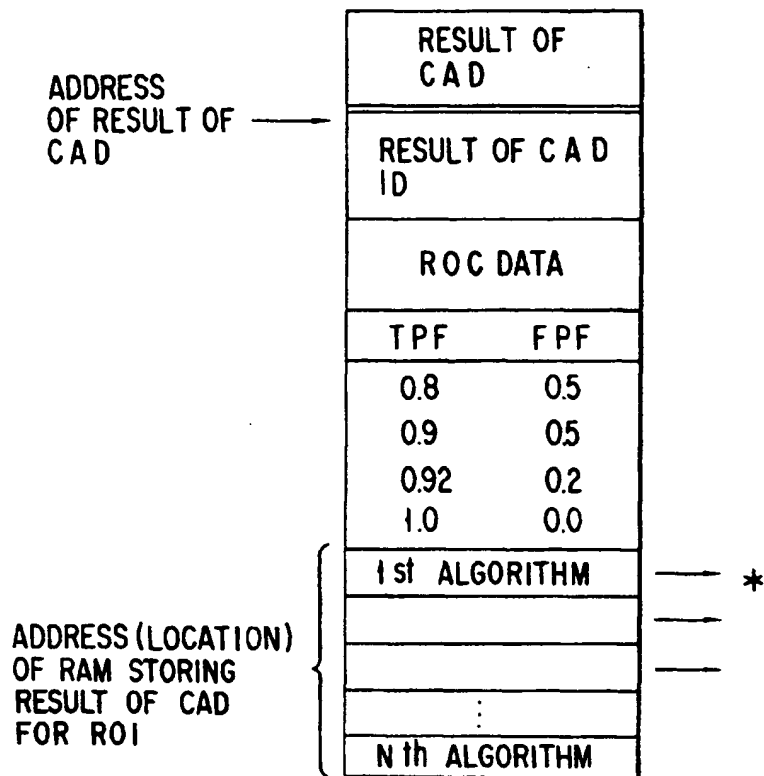 RESULT OF
CAD
ADDRESS
OF RESULT OF
CAD
RESULT OF CAD
ID
ROC DATA
TPF FPF
0.8 0.5
0.9 0.5
0.92 0.2
1.0 0.0
1st ALGORITHM *
ADDRESS (LOCATION)
OF RAM STORING
RESULT OF CAD
FOR ROI
⋮
Nth ALGORITHM